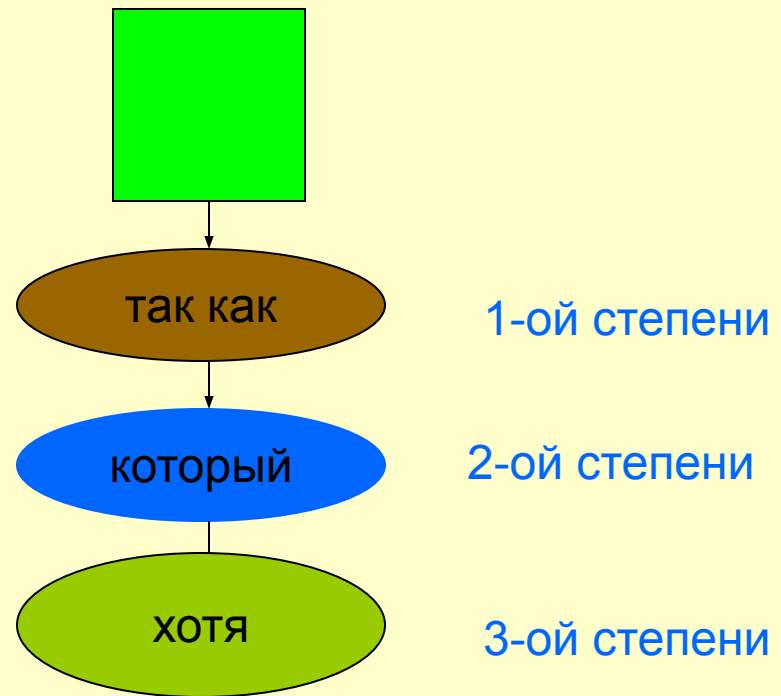 так как
1-ой степени
который
2-ой степени
хотя
3-ой степени